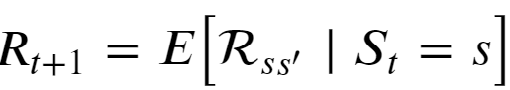 R_{t+1} = E[ℛ_{ss′} | S_t = s]